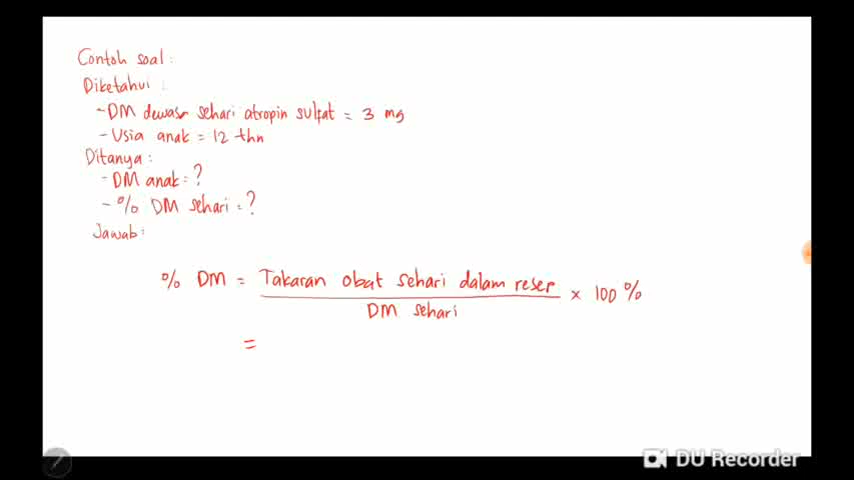 Contoh soal :
Diketahui :
- DM dewasa sehari atropin sulfat = 3 mg
- Usia anak = 12 thn
Ditanya :
- DM anak = ?
- % DM sehari = ?
Jawab :
% DM = Takaran obat sehari dalam resep
DM sehari
× 100 %
=
DU Recorder